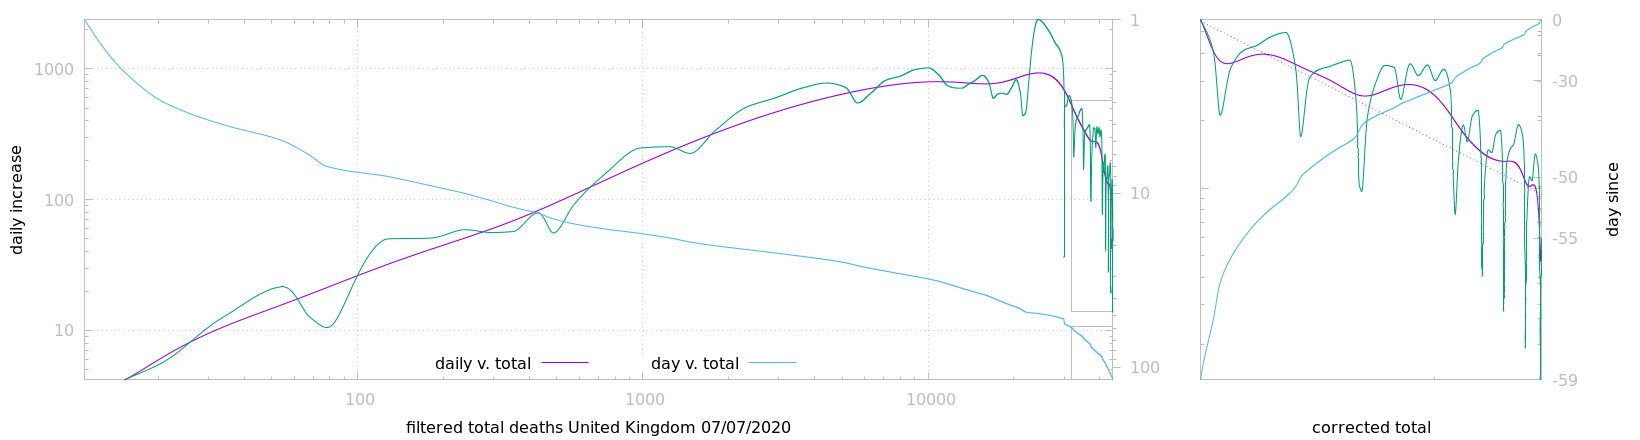 1000
100
10
daily increase
1
10
100
daily v. total
day v. total
100
1000
10000
filtered total deaths United Kingdom 07/07/2020
0
-30
-50
-55
-59
day since
corrected total